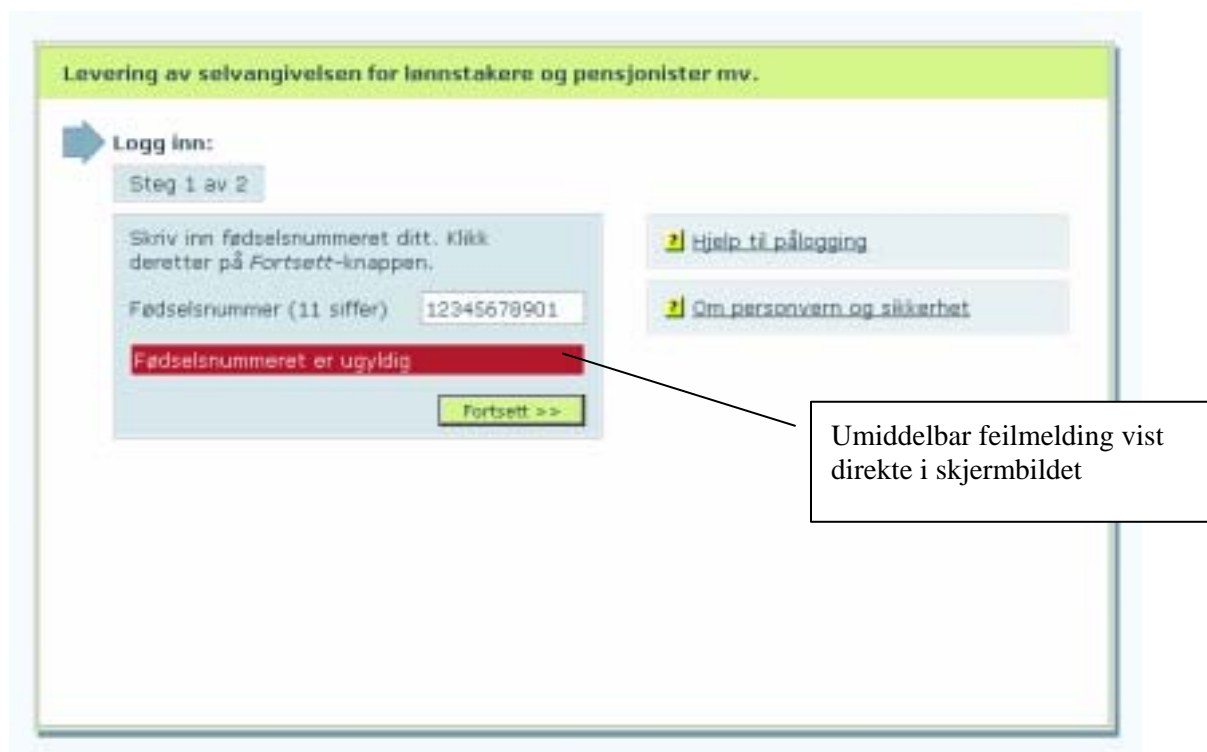 Levering av selvangivelsen for lønnstakere og pensjonister mv.
Logg inn:
Steg 1 av 2
Skriv inn fødselsnummeret ditt. Klikk
deretter på Fortsett-knappen.
Fødselsnummer (11 siffer) 12345678901
Fødselsnummeret er ugyldig
Fortsett >>
? Hjelp til pålogging
? Om personvern og sikkerhet
Umiddelbar feilmelding vist
direkte i skjermbildet